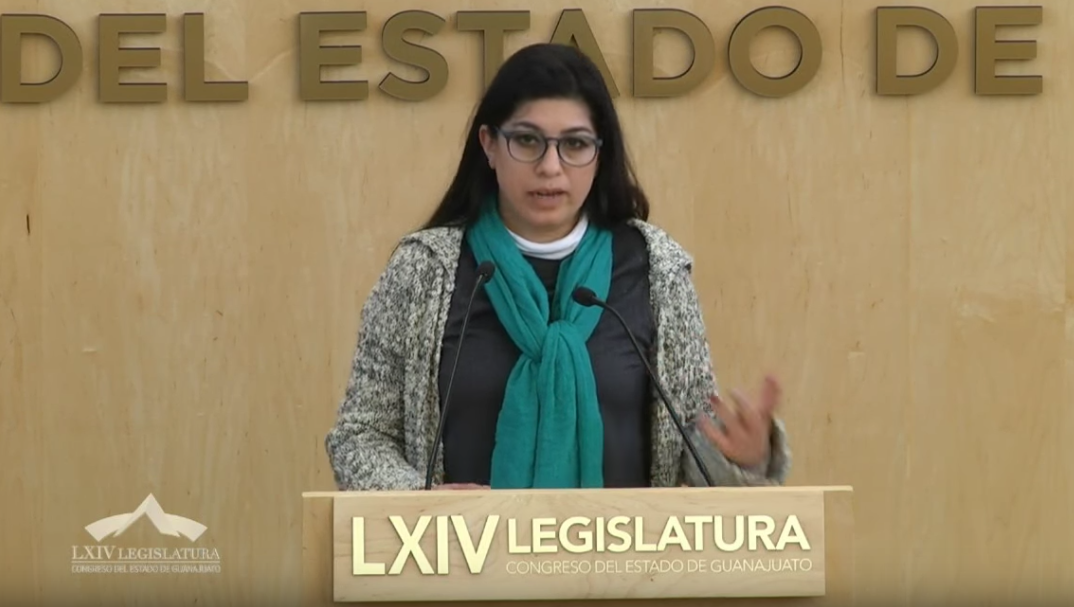 DEL ESTADO DE
LXIV LEGISLATURA
CONGRESO DEL ESTADO DE GUANAJUATO
LXIV LEGISLATURA
CONGRESO DEL ESTADO DE GUANAJUATO